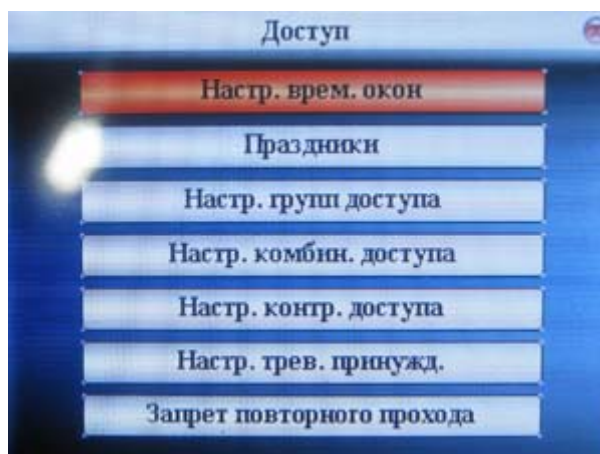 Доступ
Настр. врем. окон
Праздники
Настр. групп доступа
Настр. комбин. доступа
Настр. контр. доступа
Настр. трев. принужд.
Запрет повторного прохода